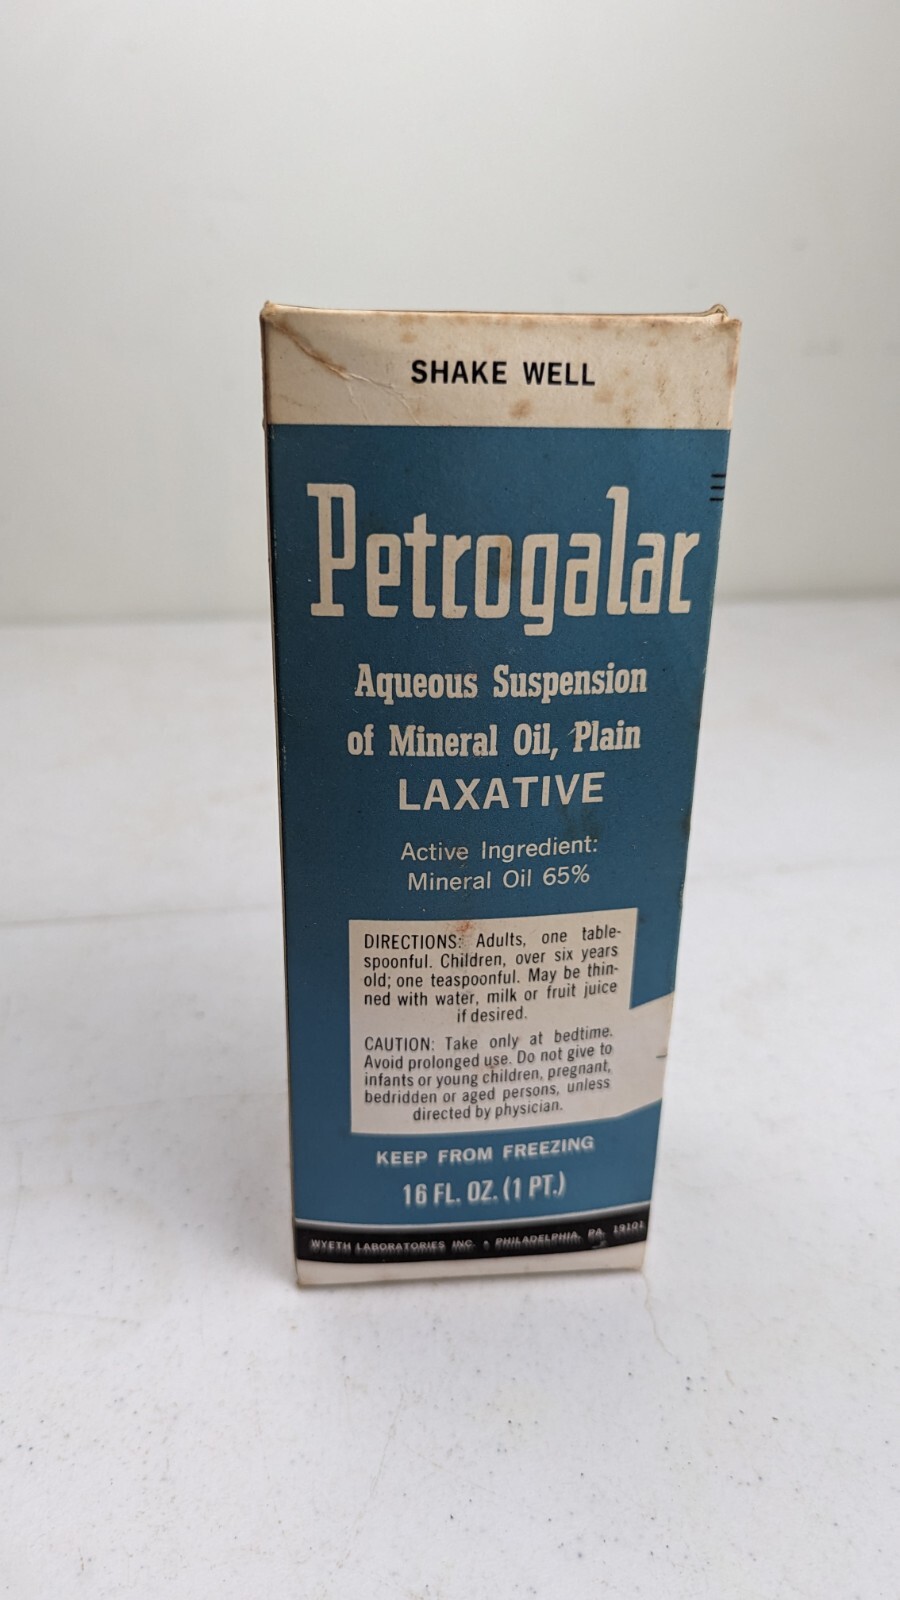 SHAKE WELL
Petrogalar
Aqueous Suspension
of Mineral Oil, Plain
LAXATIVE
Active Ingredient:
Mineral Oil 65%
DIRECTIONS: Adults, one table-
spoonful. Children, over six years
old; one teaspoonful. May be thin-
ned with water, milk or fruit juice
if desired.
CAUTION: Take only at bedtime.
Avoid prolonged use. Do not give to
infants or young children, pregnant,
bedridden or aged persons, unless
directed by physician.
KEEP FROM FREEZING
16 FL. OZ. (1 PT.)
WYETH LABORATORIES INC. • PHILADELPHIA, PA. 19101